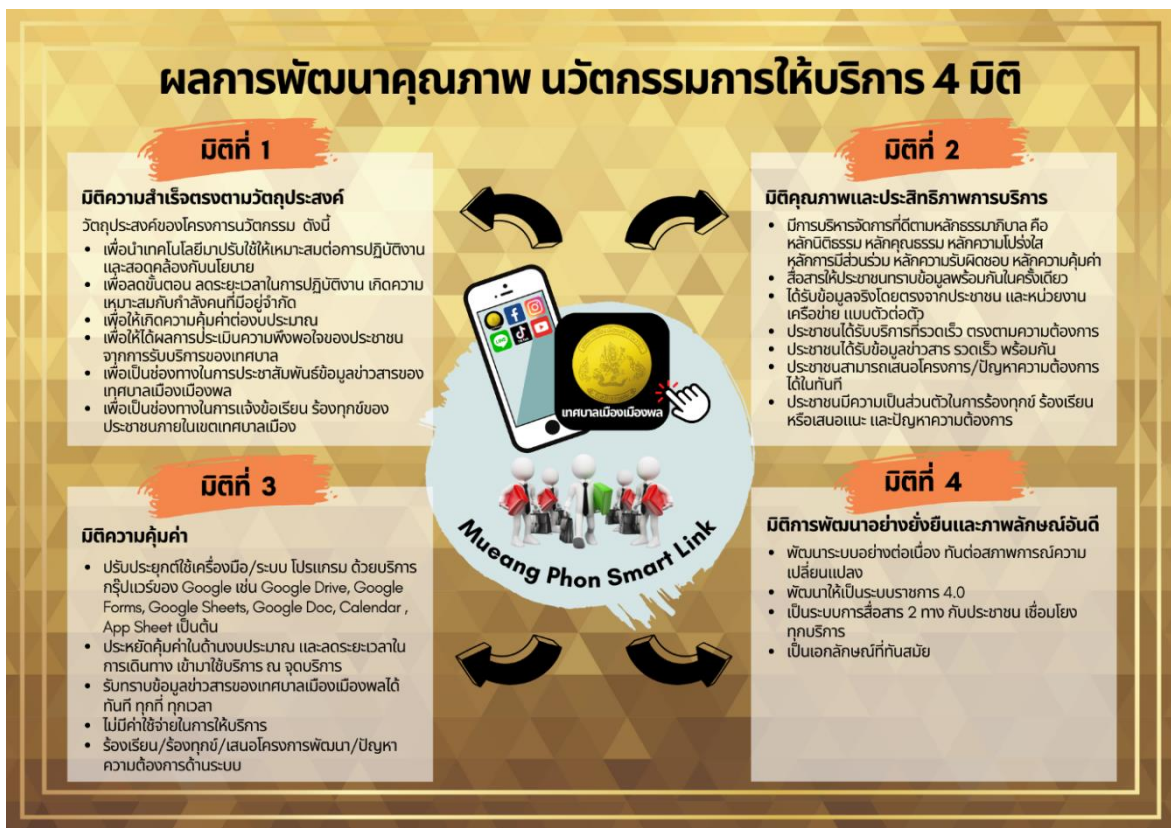 ผลการพัฒนาคุณภาพ นวัตกรรมการให้บริการ 4 มิติ
มิติที่ 1
มิติความสำเร็จตรงตามวัตถุประสงค์
วัตถุประสงค์ของโครงการนวัตกรรม ดังนี้
• เพื่อนำเทคโนโลยีมาปรับใช้ให้เหมาะสมต่อการปฏิบัติงาน
และสอดคล้องกับนโยบาย
• เพื่อลดขั้นตอน ลดระยะเวลาในการปฏิบัติงาน เกิดความ
เหมาะสมกับกำลังคนที่มีอยู่จำกัด
• เพื่อให้เกิดความคุ้มค่าต่องบประมาณ
• เพื่อให้ได้ผลการประเมินความพึงพอใจของประชาชน
จากการรับบริการของเทศบาล
• เพื่อเป็นช่องทางในการประชาสัมพันธ์ข้อมูลข่าวสารของ
เทศบาลเมืองเมืองพล
• เพื่อเป็นช่องทางในการแจ้งข้อเรียน ร้องทุกข์ของ
ประชาชนภายในเขตเทศบาลเมือง
มิติที่ 2
มิติคุณภาพและประสิทธิภาพการบริการ
• มีการบริหารจัดการที่ดีตามหลักธรรมาภิบาล คือ
หลักนิติธรรม หลักคุณธรรม หลักความโปร่งใส
หลักการมีส่วนร่วม หลักความรับผิดชอบ หลักความคุ้มค่า
• สื่อสารให้ประชาชนทราบข้อมูลพร้อมกันในครั้งเดียว
• ได้รับข้อมูลจริงโดยตรงจากประชาชน และหน่วยงาน
เครือข่าย แบบตัวต่อตัว
• ประชาชนได้รับบริการที่รวดเร็ว ตรงตามความต้องการ
• ประชาชนได้รับข้อมูลข่าวสาร รวดเร็ว พร้อมกัน
• ประชาชนสามารถเสนอโครงการ/ปัญหาความต้องการ
ได้ในทันที
• ประชาชนมีความเป็นส่วนตัวในการร้องทุกข์ ร้องเรียน
หรือเสนอแนะ และปัญหาความต้องการ
LINE
เทศบาลเมืองเมืองพล
Mueang Phon Smart Link
มิติที่ 3
มิติความคุ้มค่า
• ปรับประยุกต์ใช้เครื่องมือ/ระบบ โปรแกรม ด้วยบริการ
กรุ๊ปแวร์ของ Google เช่น Google Drive, Google
Forms, Google Sheets, Google Doc, Calendar ,
App Sheet เป็นต้น
• ประหยัดคุ้มค่าในด้านงบประมาณ และลดระยะเวลาใน
การเดินทาง เข้ามาใช้บริการ ณ จุดบริการ
• รับทราบข้อมูลข่าวสารของเทศบาลเมืองเมืองพลได้
ทันที ทุกที่ ทุกเวลา
• ไม่มีค่าใช้จ่ายในการให้บริการ
• ร้องเรียน/ร้องทุกข์/เสนอโครงการพัฒนา/ปัญหา
ความต้องการด้านระบบ
มิติที่ 4
มิติการพัฒนาอย่างยั่งยืนและภาพลักษณ์อันดี
• พัฒนาระบบอย่างต่อเนื่อง ทันต่อสภาพการณ์ความ
เปลี่ยนแปลง
• พัฒนาให้เป็นระบบราชการ 4.0
• เป็นระบบการสื่อสาร 2 ทาง กับประชาชน เชื่อมโยง
ทุกบริการ
• เป็นเอกลักษณ์ที่ทันสมัย